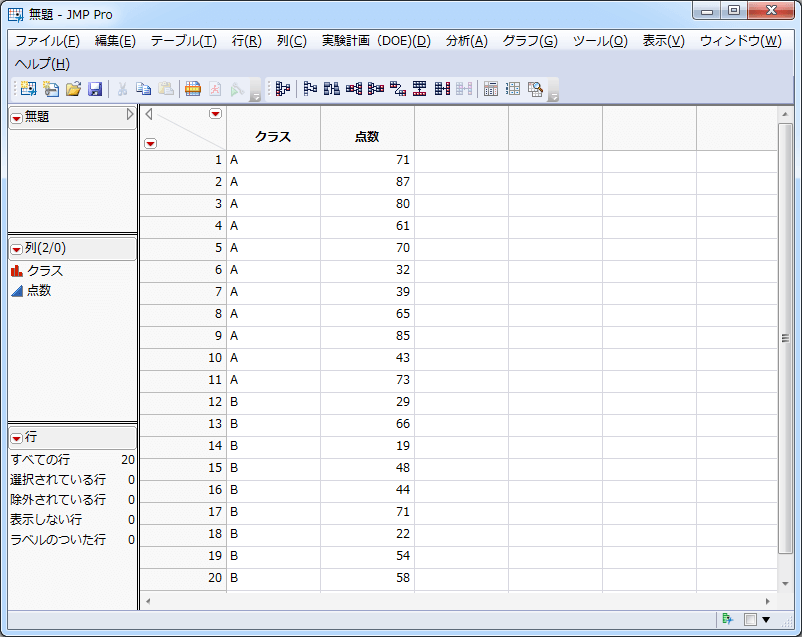 無題 - JMP Pro
ファイル(F) 編集(E) テーブル(T) 行(R) 列(C) 実験計画（DOE)(D) 分析(A) グラフ(G) ツール(O) 表示(V) ウィンドウ(W)
ヘルプ(H)
無題
列(2/0)
クラス
点数
行
すべての行 20
選択されている行 0
除外されている行 0
表示しない行 0
ラベルのついた行 0
クラス 点数
1 A 71
2 A 87
3 A 80
4 A 61
5 A 70
6 A 32
7 A 39
8 A 65
9 A 85
10 A 43
11 A 73
12 B 29
13 B 66
14 B 19
15 B 48
16 B 44
17 B 71
18 B 22
19 B 54
20 B 58